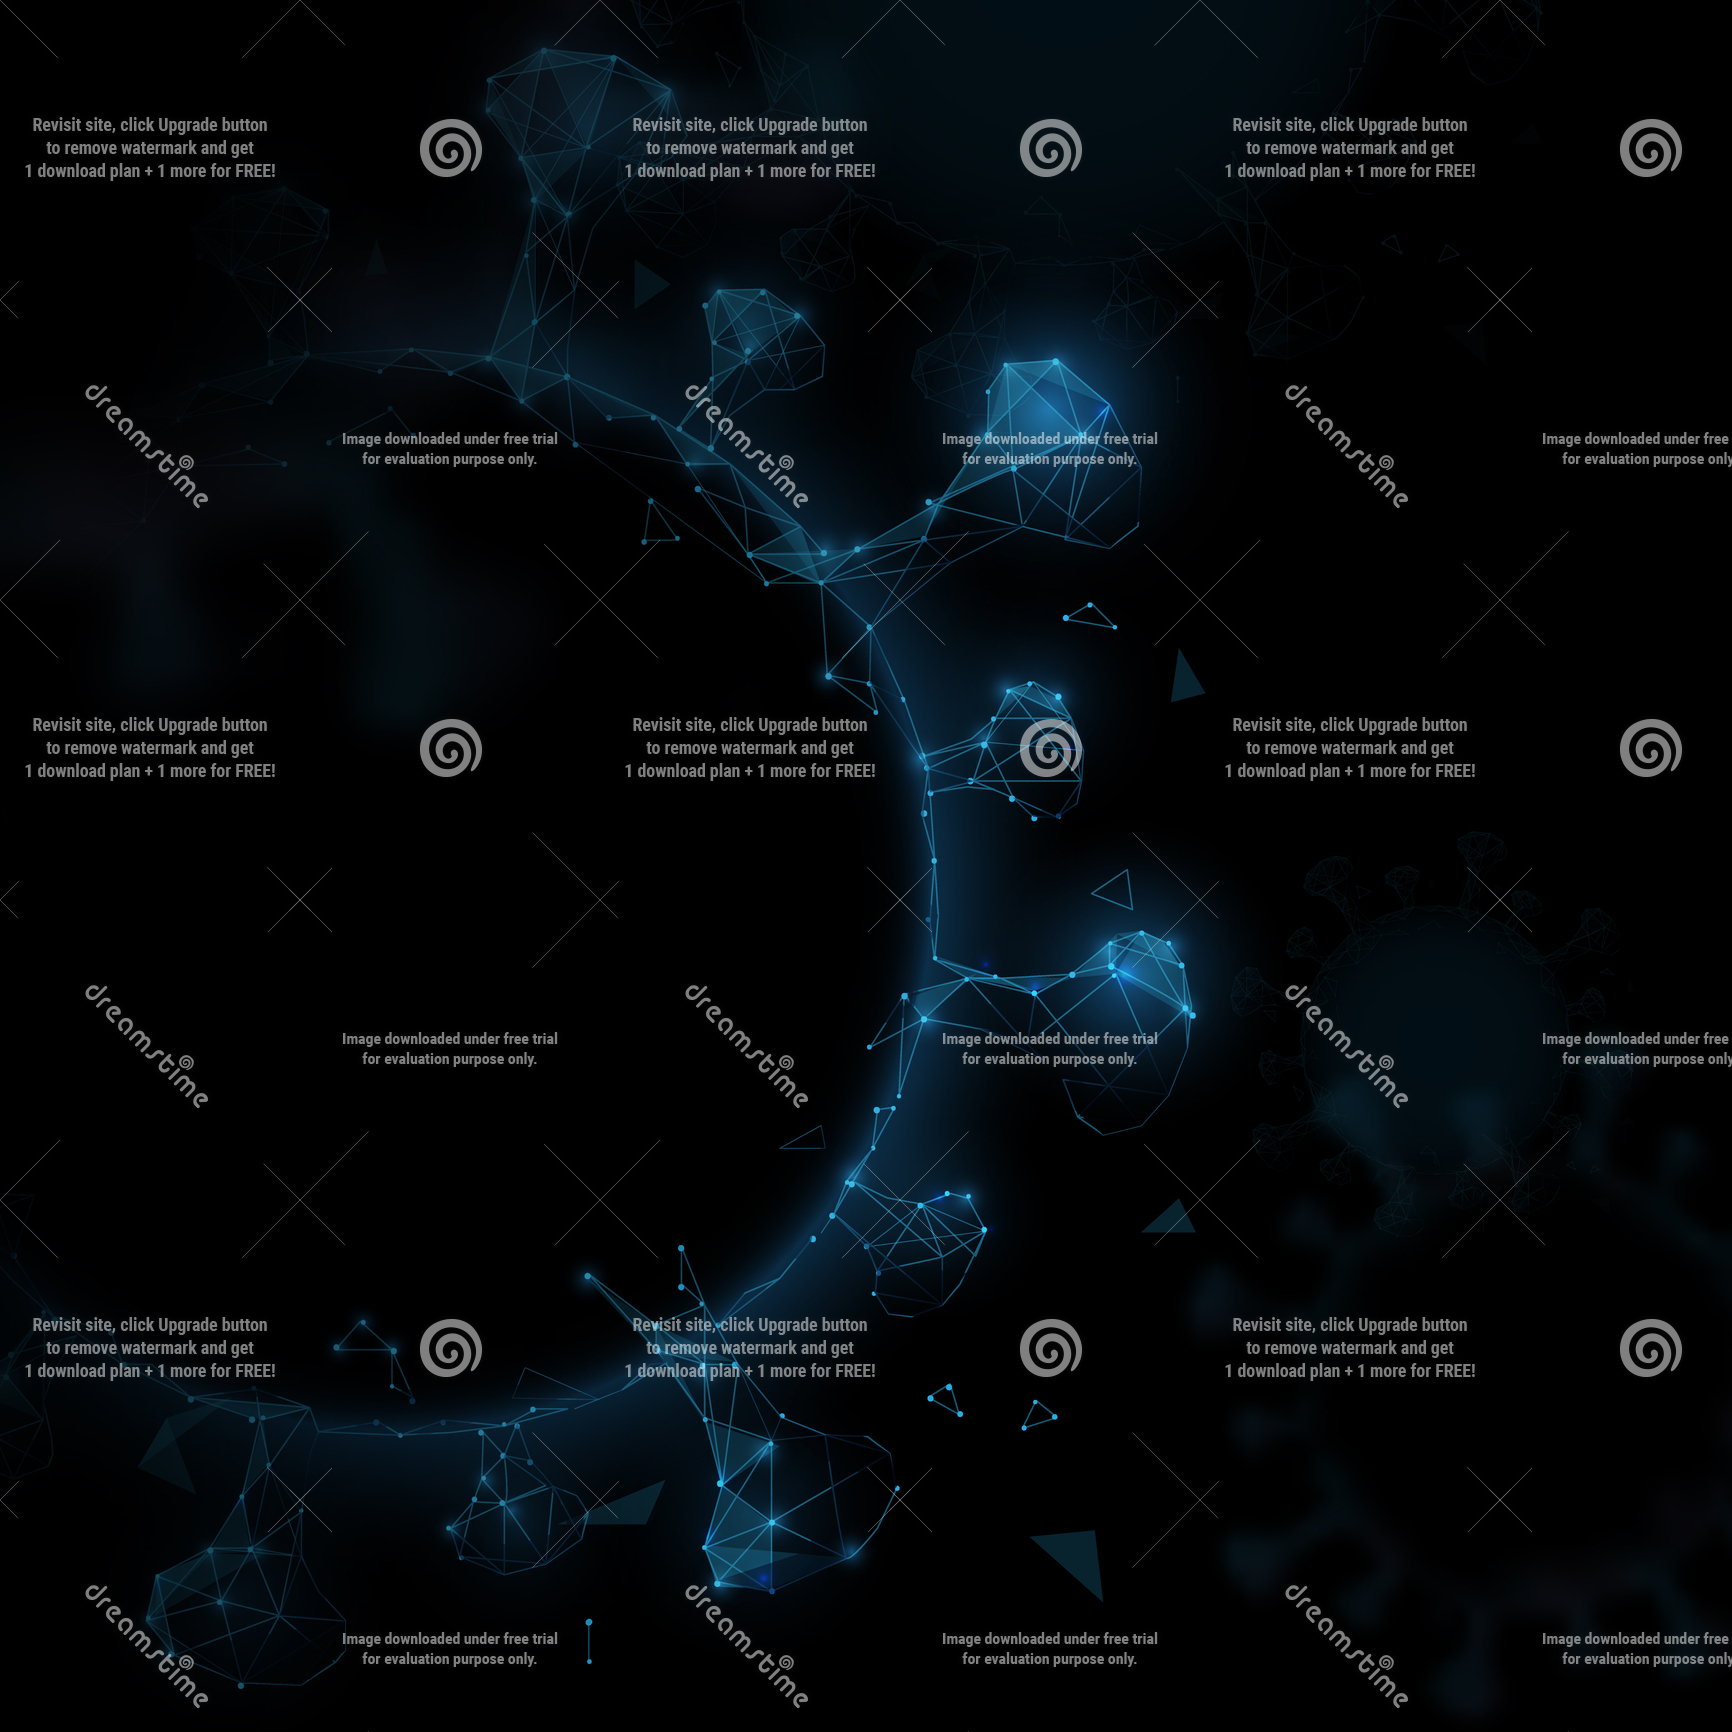 Revisit site, click Upgrade button
to remove watermark and get
1 download plan + 1 more for FREE!
Revisit site, click Upgrade button
to remove watermark and get
1 download plan + 1 more for FREE!
Revisit site, click Upgrade button
to remove watermark and get
1 download plan + 1 more for FREE!
dreamstime
Image downloaded under free trial
for evaluation purpose only.
dreamstime
Image downloaded under free trial
for evaluation purpose only.
dreamstime
Image downloaded under free
for evaluation purpose only
Revisit site, click Upgrade button
to remove watermark and get
1 download plan + 1 more for FREE!
Revisit site, click Upgrade button
to remove watermark and get
1 download plan + 1 more for FREE!
Revisit site, click Upgrade button
to remove watermark and get
1 download plan + 1 more for FREE!
dreamstime
Image downloaded under free trial
for evaluation purpose only.
dreamstime
Image downloaded under free trial
for evaluation purpose only.
dreamstime
Image downloaded under free
for evaluation purpose only
Revisit site, click Upgrade button
to remove watermark and get
1 download plan + 1 more for FREE!
Revisit site, click Upgrade button
to remove watermark and get
1 download plan + 1 more for FREE!
Revisit site, click Upgrade button
to remove watermark and get
1 download plan + 1 more for FREE!
dreamstime
Image downloaded under free trial
for evaluation purpose only.
dreamstime
Image downloaded under free trial
for evaluation purpose only.
dreamstime
Image downloaded under free
for evaluation purpose only